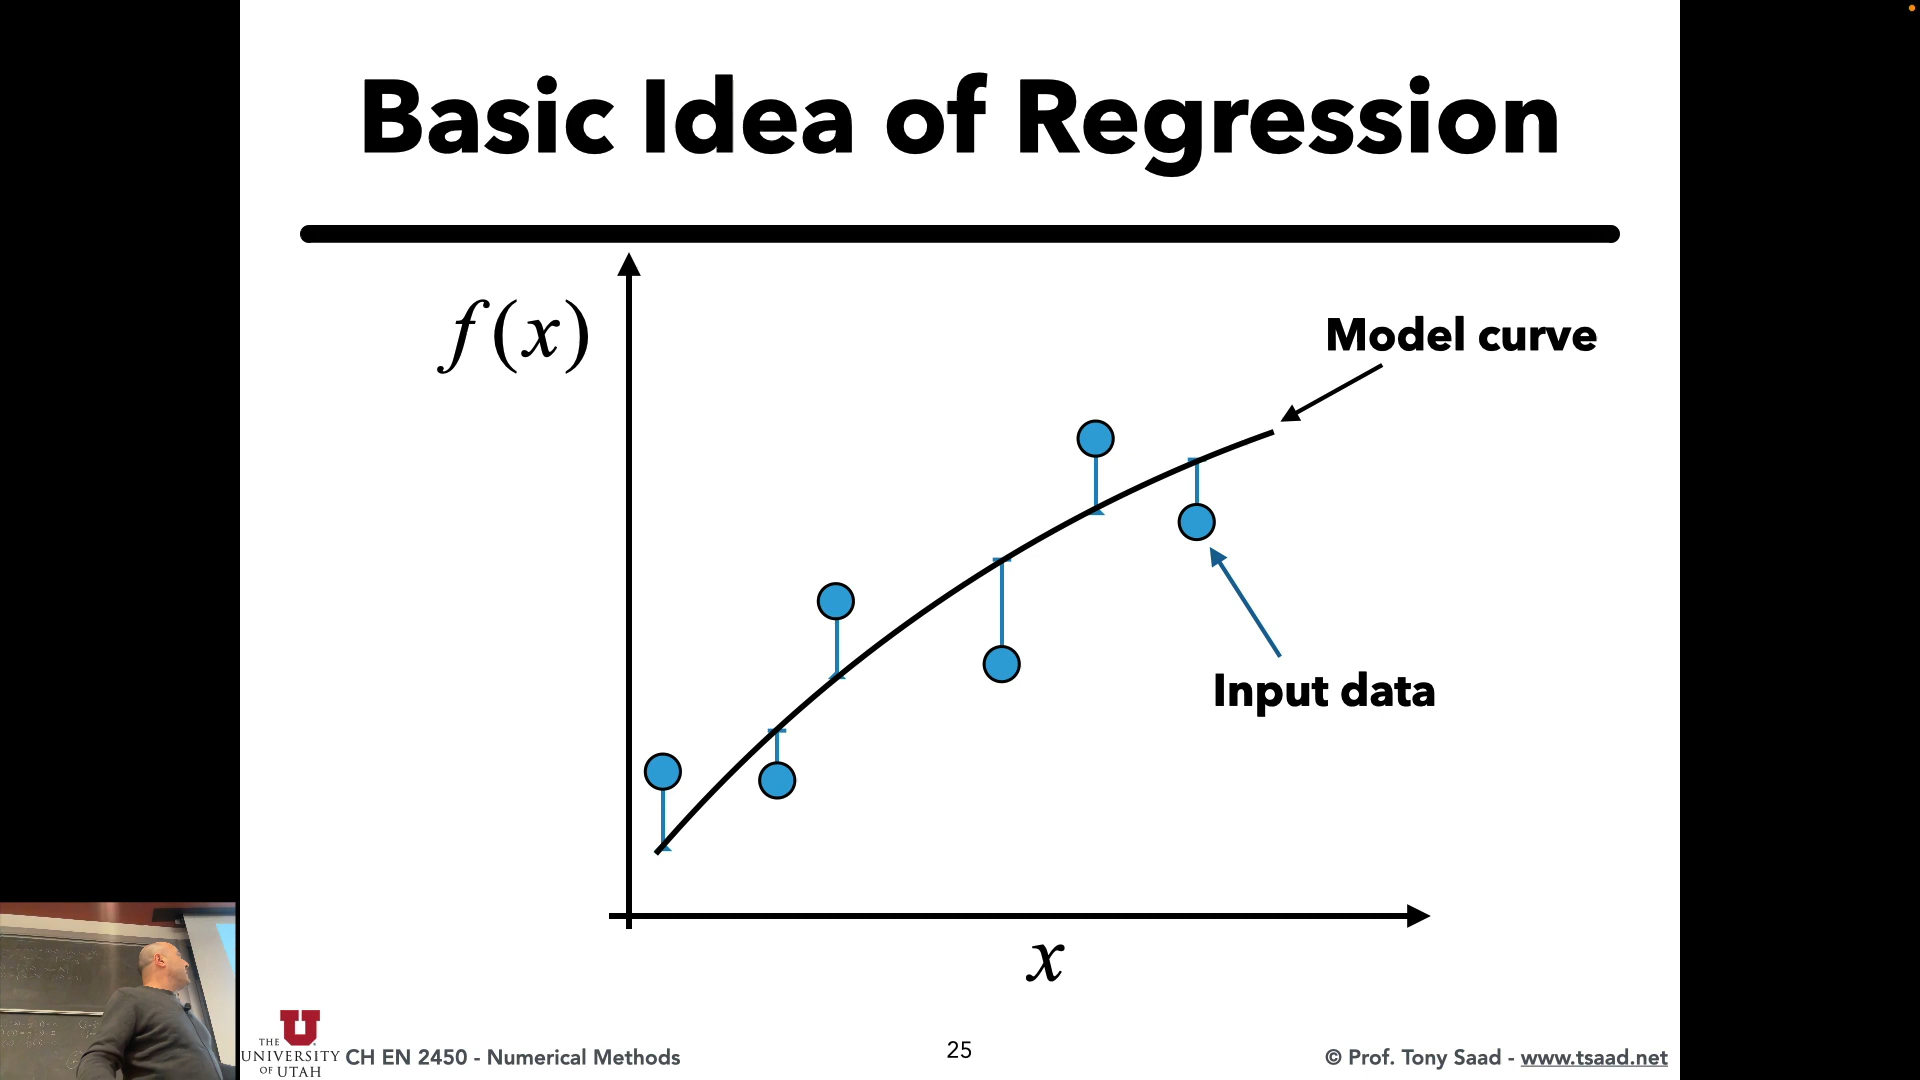 Basic Idea of Regression
f(x)
Model curve
Input data
x
THE
UNIVERSITY
OF UTAH
CH EN 2450 - Numerical Methods
25
© Prof. Tony Saad - www.tsaad.net